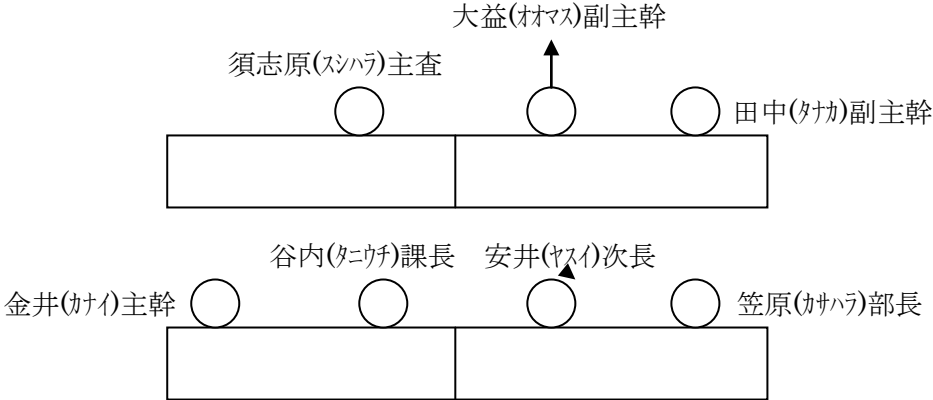 大益(ｵｵﾏｽ)副主幹
須志原(ｽｼﾊﾗ)主査
田中(ﾀﾅｶ)副主幹
谷内(ﾀﾆｳﾁ)課長 安井(ﾔｽｲ)次長
金井(ｶﾅｲ)主幹 笠原(ｶｻﾊﾗ)部長